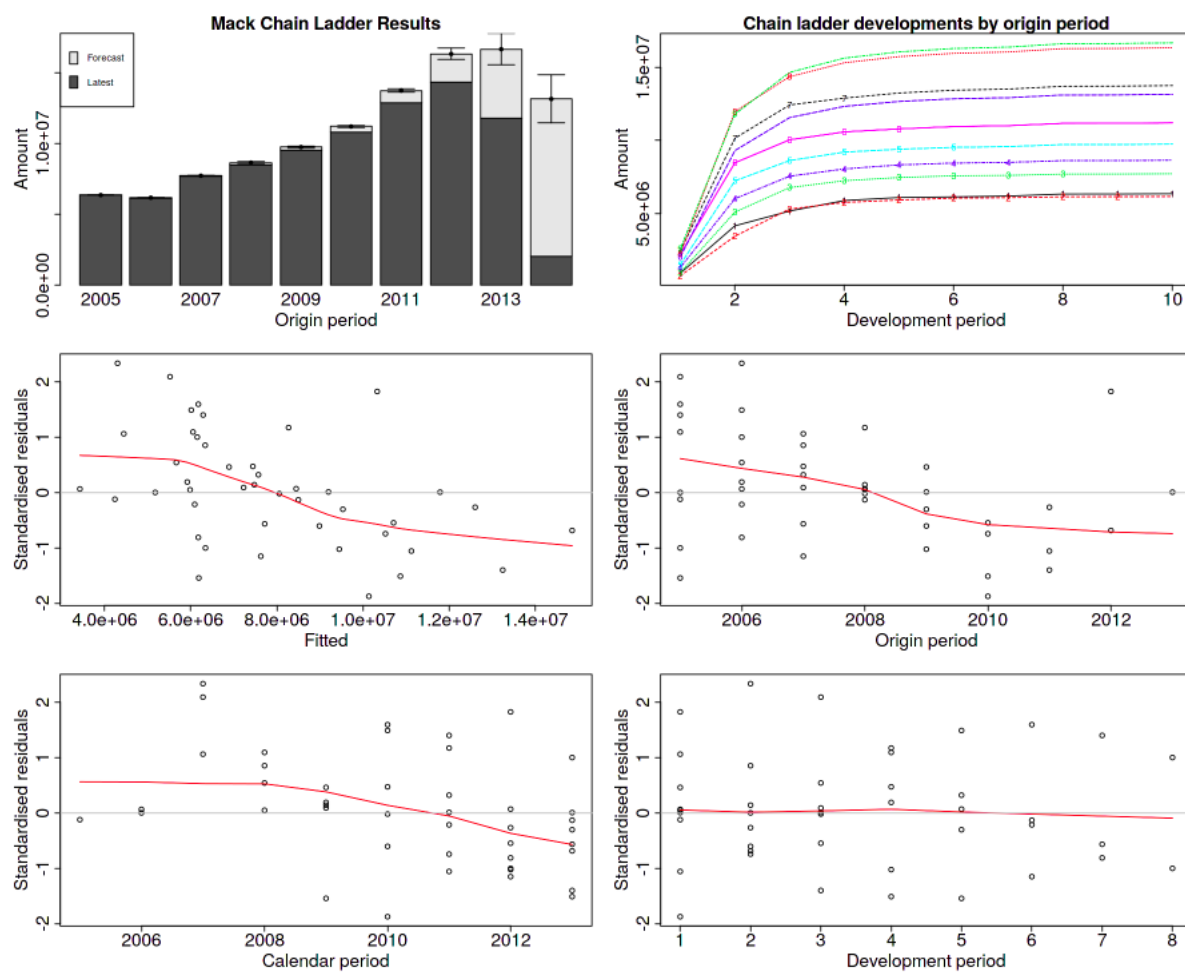 Mack Chain Ladder Results
Forecast
Latest
Amount
0.0e+00
1.0e+07
2005 2007 2009 2011 2013
Origin period
Chain ladder developments by origin period
Amount
5.0e+06
1.5e+07
2 4 6 8 10
Development period
Standardised residuals
-2 -1 0 1 2
4.0e+06 6.0e+06 8.0e+06 1.0e+07 1.2e+07 1.4e+07
Fitted
Standardised residuals
-2 -1 0 1 2
2006 2008 2010 2012
Origin period
Standardised residuals
-2 -1 0 1 2
2006 2008 2010 2012
Calendar period
Standardised residuals
-2 -1 0 1 2
1 2 3 4 5 6 7 8
Development period